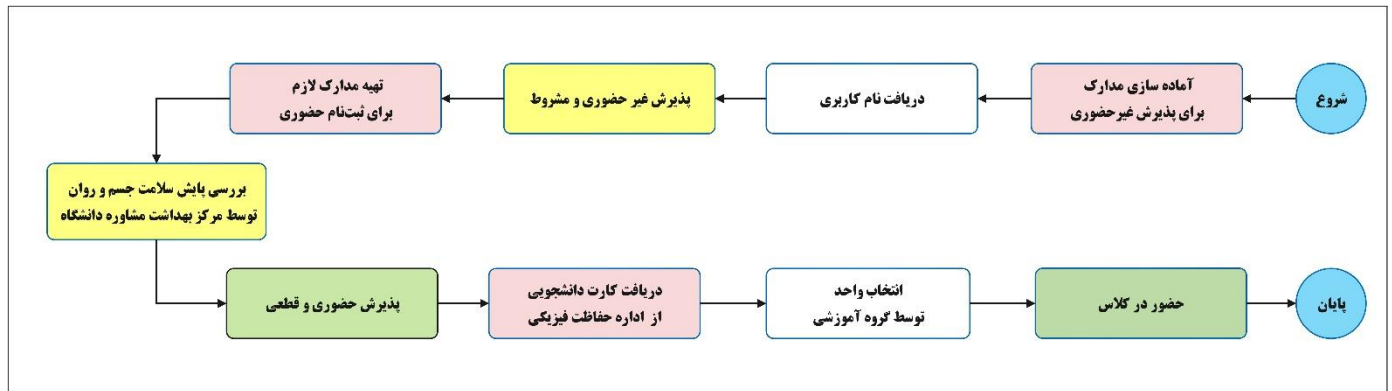 شروع
آماده سازی مدارک
برای پذیرش غیرحضوری
دریافت نام کاربری
پذیرش غیر حضوری و مشروط
تهیه مدارک لازم
برای ثبت‌نام حضوری
بررسی پایش سلامت جسم و روان
توسط مرکز بهداشت مشاوره دانشگاه
پذیرش حضوری و قطعی
دریافت کارت دانشجویی
از اداره حفاظت فیزیکی
انتخاب واحد
توسط گروه آموزشی
حضور در کلاس
پایان